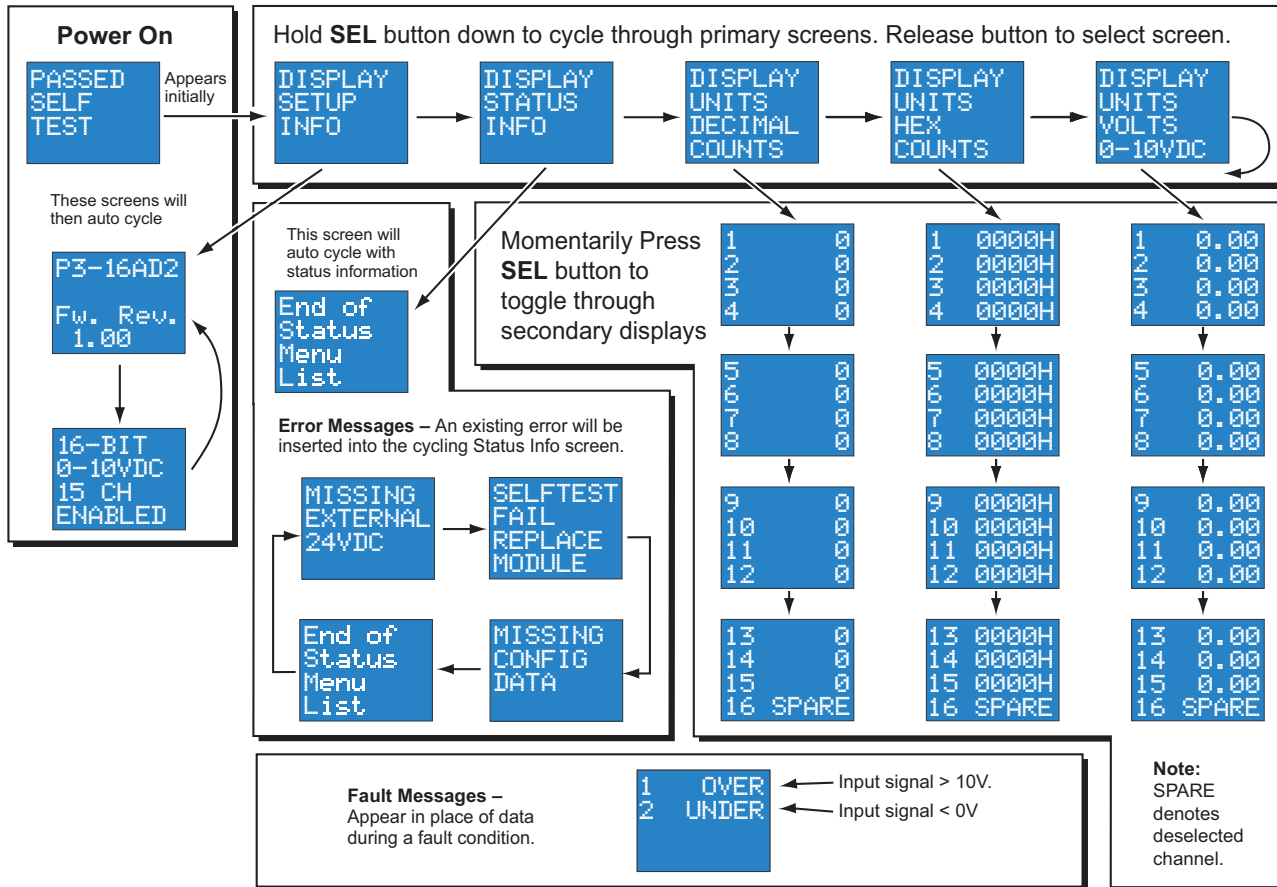 Power On
PASSED
SELF
TEST
Appears
initially
These screens will
then auto cycle
P3-16AD2
Fw. Rev.
1.00
16-BIT
0-10VDC
15 CH
ENABLED
Hold SEL button down to cycle through primary screens. Release button to select screen.
DISPLAY
SETUP
INFO
DISPLAY
STATUS
INFO
DISPLAY
UNITS
DECIMAL
COUNTS
DISPLAY
UNITS
HEX
COUNTS
DISPLAY
UNITS
VOLTS
0-10VDC
This screen will
auto cycle with
status information
End of
Status
Menu
List
Error Messages – An existing error will be
inserted into the cycling Status Info screen.
MISSING
EXTERNAL
24VDC
SELFTEST
FAIL
REPLACE
MODULE
End of
Status
Menu
List
MISSING
CONFIG
DATA
Momentarily Press
SEL button to
toggle through
secondary displays
1 0
2 0
3 0
4 0
5 0
6 0
7 0
8 0
9 0
10 0
11 0
12 0
13 0
14 0
15 0
16 SPARE
1 0000H
2 0000H
3 0000H
4 0000H
5 0000H
6 0000H
7 0000H
8 0000H
9 0000H
10 0000H
11 0000H
12 0000H
13 0000H
14 0000H
15 0000H
16 SPARE
1 0.00
2 0.00
3 0.00
4 0.00
5 0.00
6 0.00
7 0.00
8 0.00
9 0.00
10 0.00
11 0.00
12 0.00
13 0.00
14 0.00
15 0.00
16 SPARE
Fault Messages –
Appear in place of data
during a fault condition.
1 OVER
2 UNDER
Input signal > 10V.
Input signal < 0V
Note:
SPARE
denotes
deselected
channel.